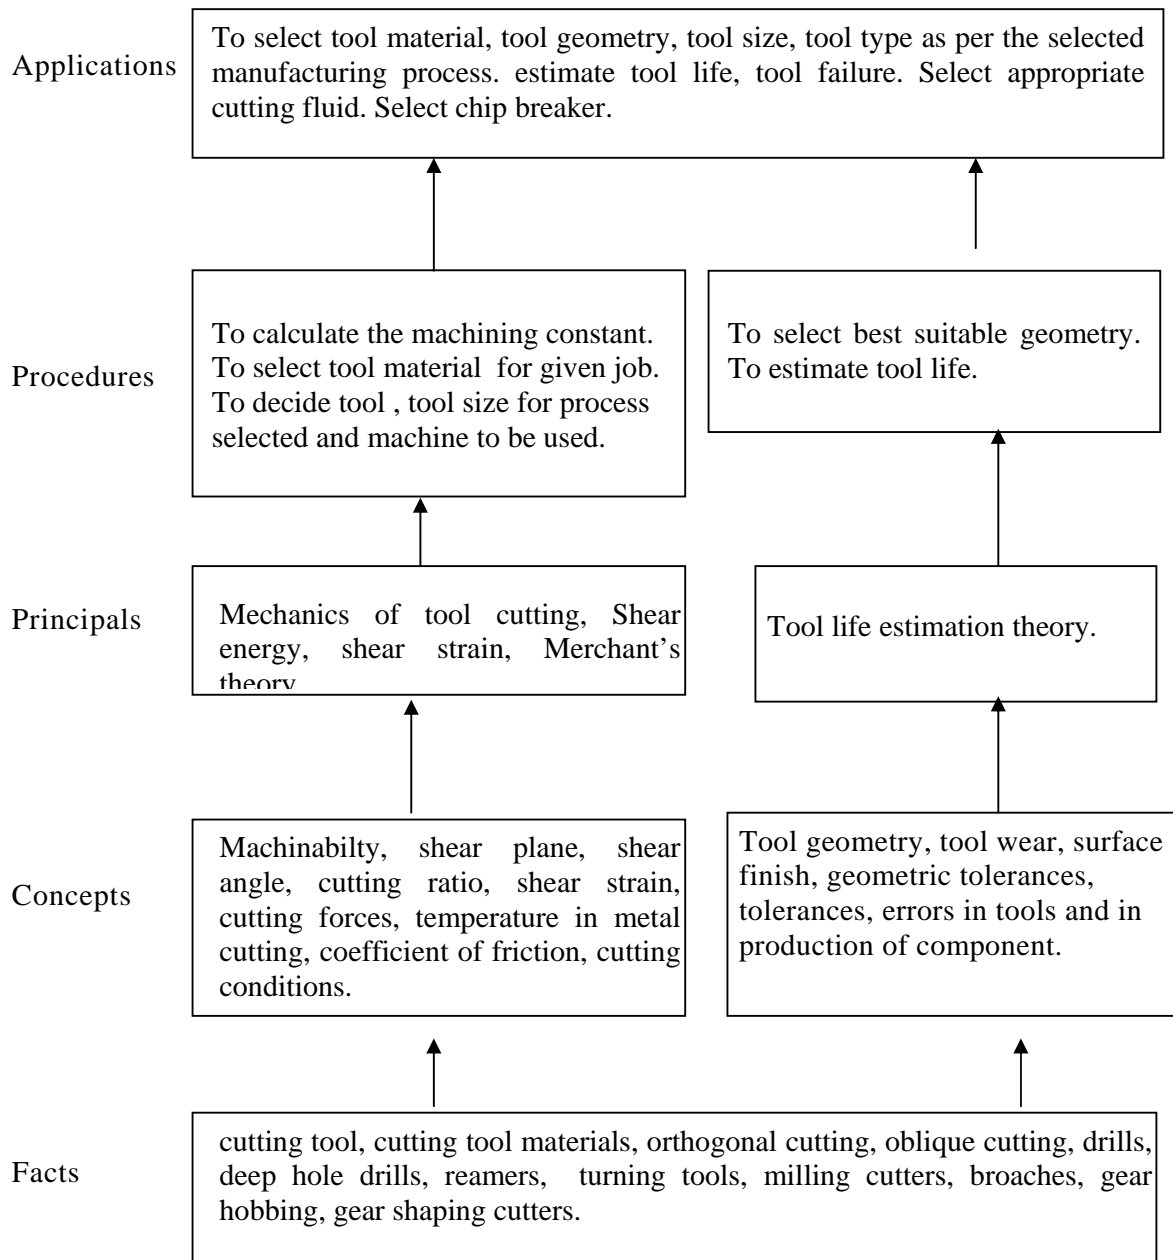 Applications
To select tool material, tool geometry, tool size, tool type as per the selected
manufacturing process. estimate tool life, tool failure. Select appropriate
cutting fluid. Select chip breaker.
Procedures
To calculate the machining constant.
To select tool material for given job.
To decide tool , tool size for process
selected and machine to be used.
To select best suitable geometry.
To estimate tool life.
Principals
Mechanics of tool cutting, Shear
energy, shear strain, Merchant's
theory
Tool life estimation theory.
Concepts
Machinabilty, shear plane, shear
angle, cutting ratio, shear strain,
cutting forces, temperature in metal
cutting, coefficient of friction, cutting
conditions.
Tool geometry, tool wear, surface
finish, geometric tolerances,
tolerances, errors in tools and in
production of component.
Facts
cutting tool, cutting tool materials, orthogonal cutting, oblique cutting, drills,
deep hole drills, reamers, turning tools, milling cutters, broaches, gear
hobbing, gear shaping cutters.